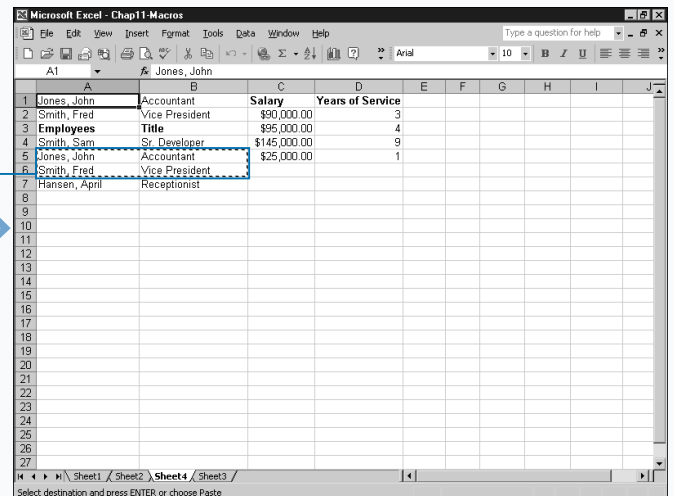 Microsoft Excel - Chap11-Macros
File Edit View Insert Format Tools Data Window Help Type a question for help
Arial 10 B I U
A1 fx Jones, John
A B C D E F G H I J
1 Jones, John Accountant Salary Years of Service
2 Smith, Fred Vice President $90,000.00 3
3 Employees Title $95,000.00 4
4 Smith, Sam Sr. Developer $145,000.00 9
5 Jones, John Accountant $25,000.00 1
6 Smith, Fred Vice President
7 Hansen, April Receptionist
8
9
10
11
12
13
14
15
16
17
18
19
20
21
22
23
24
25
26
27
Sheet1 Sheet2 Sheet4 Sheet3
Select destination and press ENTER or choose Paste